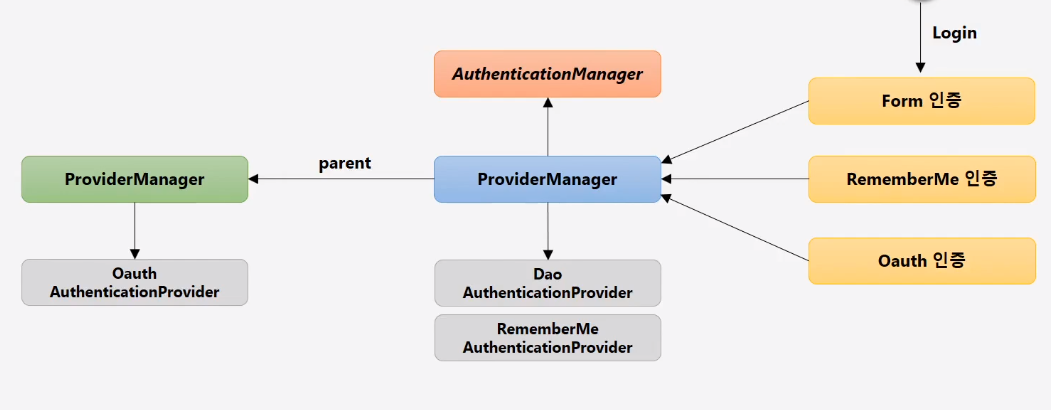 Login
AuthenticationManager
Form 인증
parent
ProviderManager
ProviderManager
RememberMe 인증
Oauth 인증
Oauth
AuthenticationProvider
Dao
AuthenticationProvider
RememberMe
AuthenticationProvider